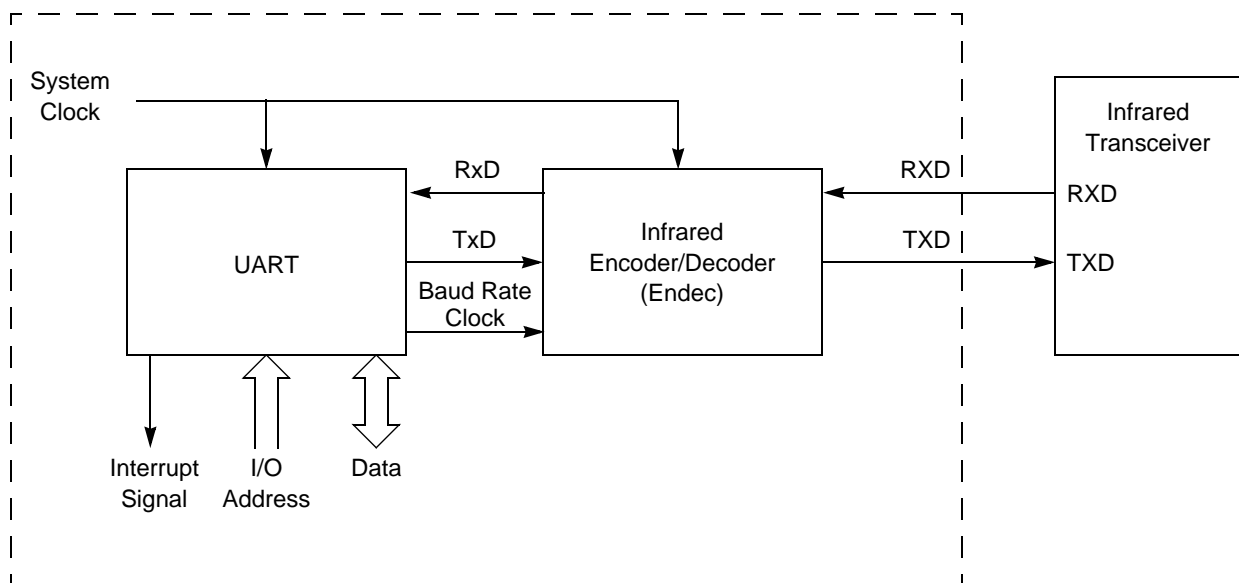 System
Clock
Infrared
Transceiver
RxD
RXD
RXD
TxD
Infrared
Encoder/Decoder
(Endec)
TXD
TXD
UART
Baud Rate
Clock
Interrupt
Signal
I/O
Address
Data